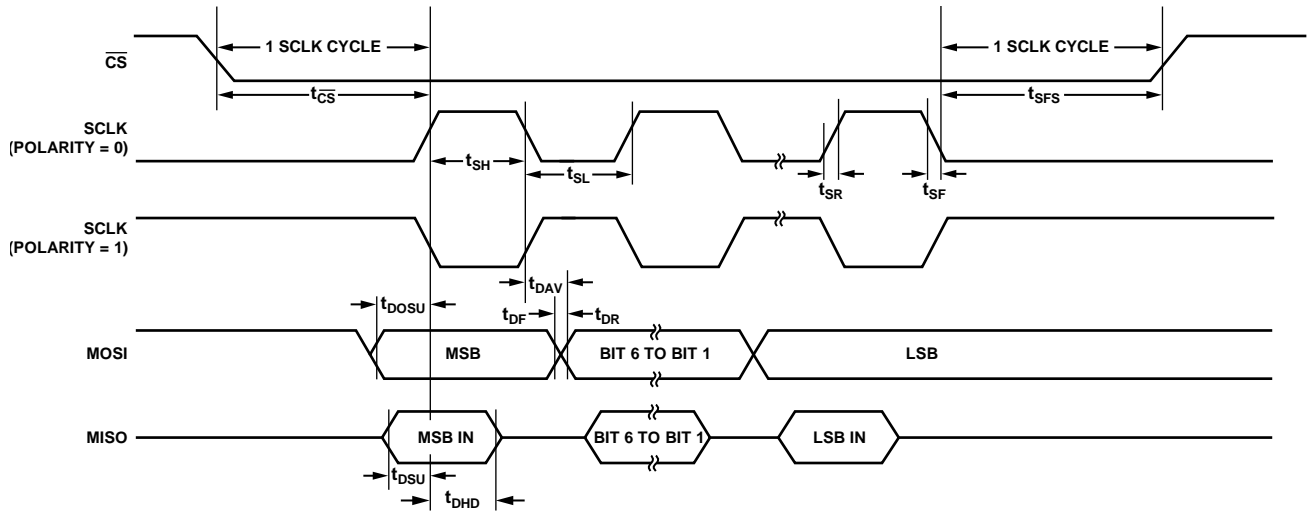 1 SCLK CYCLE
1 SCLK CYCLE
CS
tCS
tSFS
SCLK
(POLARITY = 0)
tSH
tSL
tSR
tSF
SCLK
(POLARITY = 1)
tDAV
tDOSU
tDF
tDR
MOSI
MSB
BIT 6 TO BIT 1
LSB
MISO
MSB IN
BIT 6 TO BIT 1
LSB IN
tDSU
tDHD